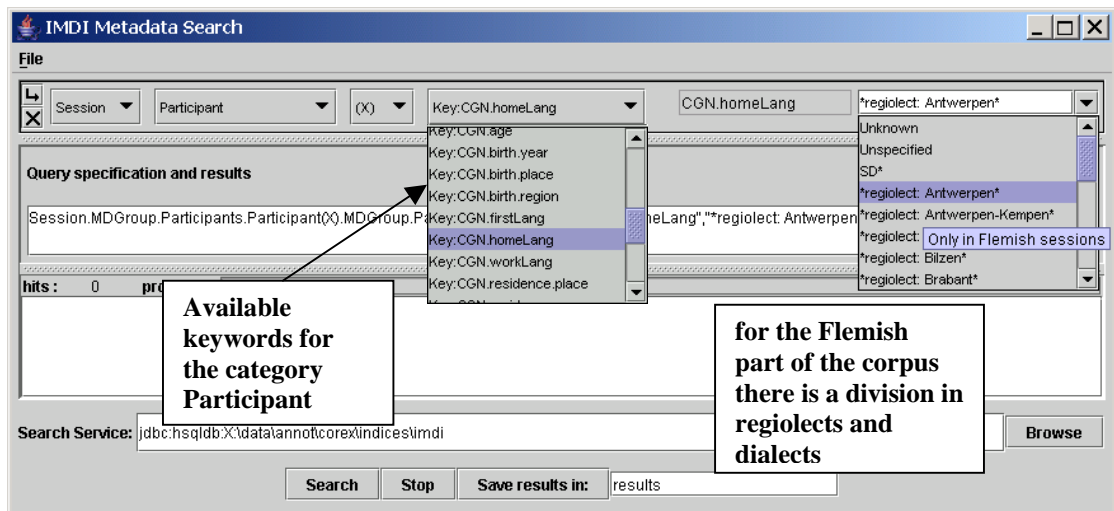 IMDI Metadata Search
File
Session Participant (X) Key:CGN.homeLang CGN.homeLang *regiolect: Antwerpen*
Key:CGN.age
Key:CGN.birth.year
Key:CGN.birth.place
Key:CGN.birth.region
Key:CGN.firstLang
Key:CGN.homeLang
Key:CGN.workLang
Key:CGN.residence.place
Unknown
Unspecified
SD*
*regiolect: Antwerpen*
*regiolect: Antwerpen-Kempen*
*regiolect: Only in Flemish sessions
*regiolect: Bilzen*
*regiolect: Brabant*
Query specification and results
Session.MDGroup.Participants.Participant(X).MDGroup.Pa meLang","*regiolect: Antwerpen
hits : 0 pro
Available
keywords for
the category
Participant
for the Flemish
part of the corpus
there is a division in
regiolects and
dialects
Search Service: jdbc:hsqldb:X:\data\annot\corex\indices\imdi Browse
Search Stop Save results in: results